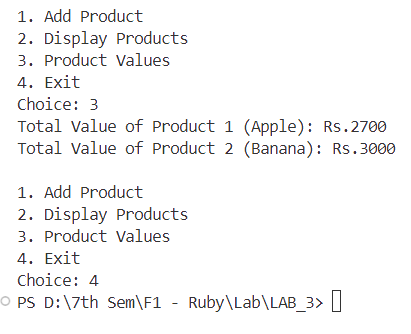 1. Add Product
2. Display Products
3. Product Values
4. Exit
Choice: 3
Total Value of Product 1 (Apple): Rs.2700
Total Value of Product 2 (Banana): Rs.3000
1. Add Product
2. Display Products
3. Product Values
4. Exit
Choice: 4
PS D:\7th Sem\F1 - Ruby\Lab\LAB_3>